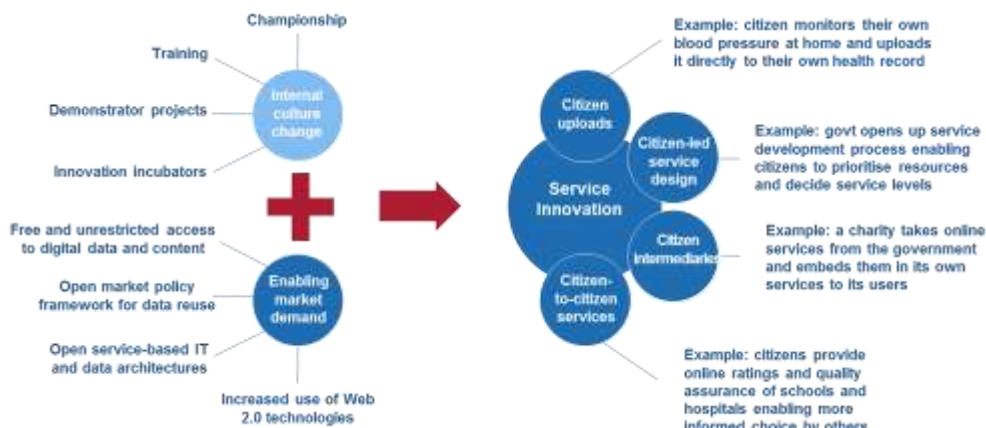 Championship
Training
Demonstrator projects
Innovation incubators
Internal
culture
change
Free and unrestricted access
to digital data and content
Open market policy
framework for data reuse
Open service-based IT
and data architectures
Increased use of Web
2.0 technologies
Enabling
market
demand
Service
Innovation
Citizen
uploads
Citizen-led
service
design
Citizen
intermediaries
Citizen-
to-citizen
services
Example: citizen monitors their own
blood pressure at home and uploads
it directly to their own health record
Example: govt opens up service
development process enabling
citizens to prioritise resources
and decide service levels
Example: a charity takes online
services from the government
and embeds them in its own
services to its users
Example: citizens provide
online ratings and quality
assurance of schools and
hospitals enabling more
informed choice by others